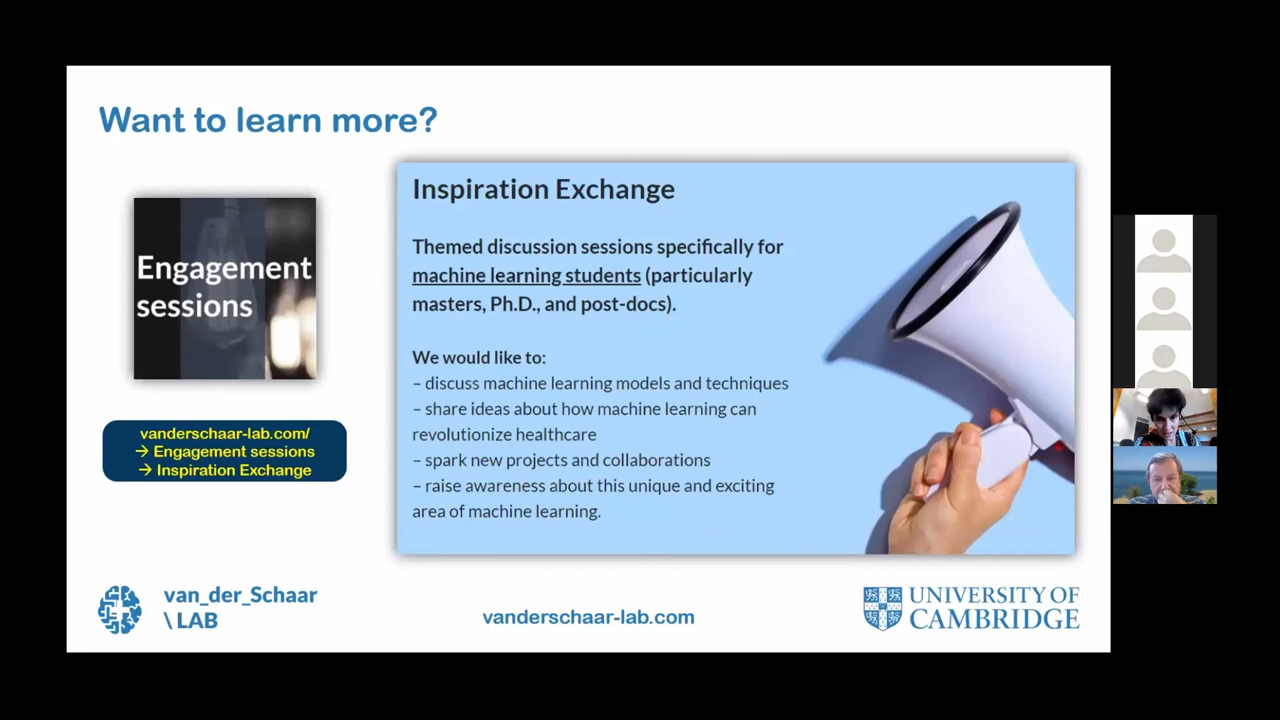 Want to learn more?
Engagement
sessions
vanderschaar-lab.com/
→ Engagement sessions
→ Inspiration Exchange
Inspiration Exchange
Themed discussion sessions specifically for
machine learning students (particularly
masters, Ph.D., and post-docs).
We would like to:
– discuss machine learning models and techniques
– share ideas about how machine learning can
revolutionize healthcare
– spark new projects and collaborations
– raise awareness about this unique and exciting
area of machine learning.
van_der_Schaar
\ LAB
vanderschaar-lab.com
UNIVERSITY OF
CAMBRIDGE